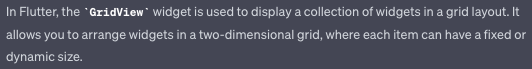 In Flutter, the `GridView` widget is used to display a collection of widgets in a grid layout. It
allows you to arrange widgets in a two-dimensional grid, where each item can have a fixed or
dynamic size.